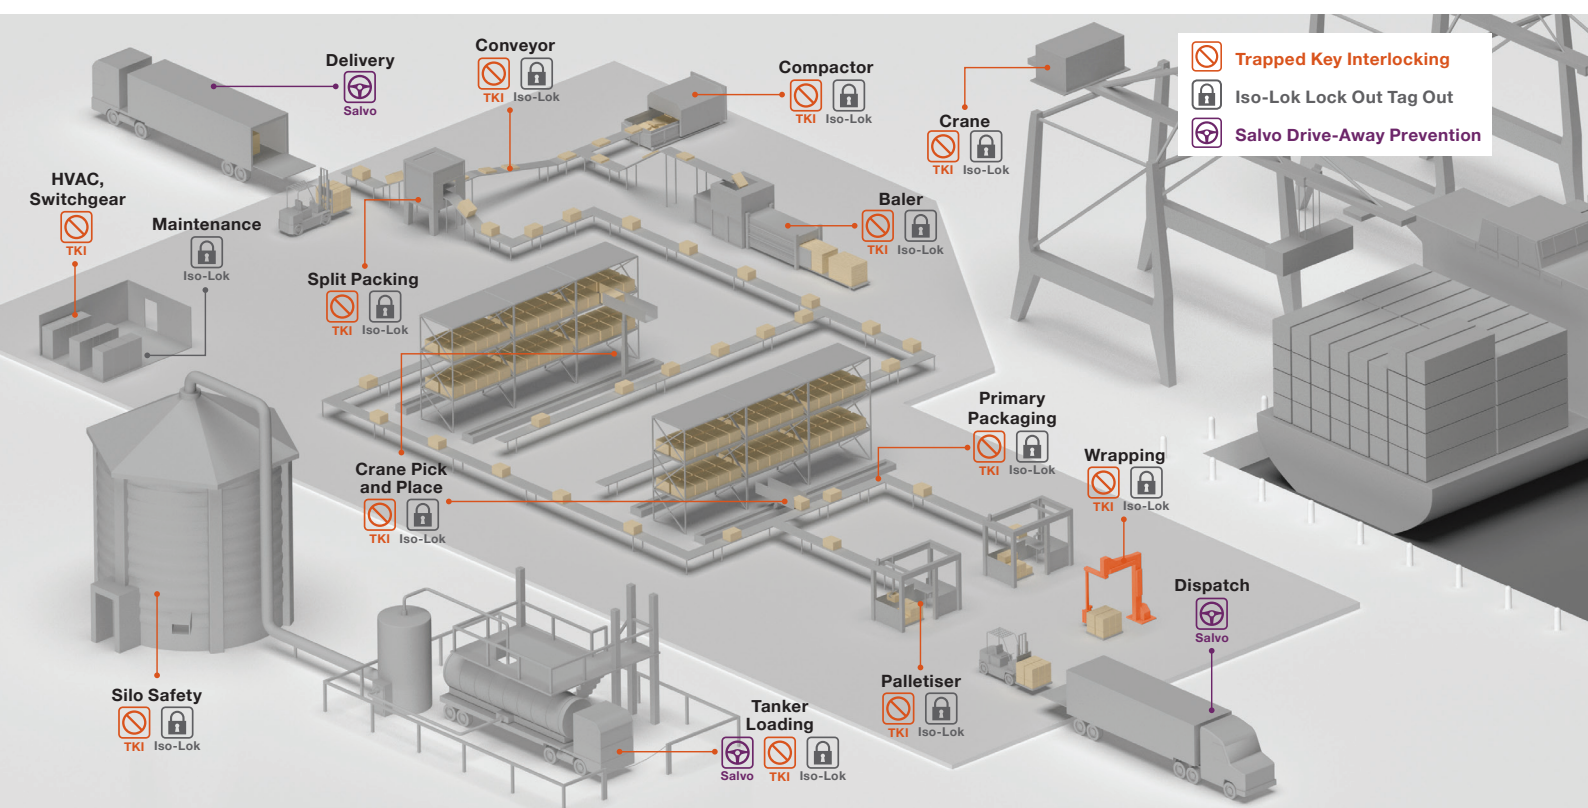 Delivery
Salvo
Conveyor
TKI Iso-Lok
Compactor
TKI Iso-Lok
Crane
TKI Iso-Lok
Trapped Key Interlocking
Iso-Lok Lock Out Tag Out
Salvo Drive-Away Prevention
HVAC,
Switchgear
TKI
Maintenance
Iso-Lok
Split Packing
TKI Iso-Lok
Baler
TKI Iso-Lok
Crane Pick
and Place
TKI Iso-Lok
Primary
Packaging
TKI Iso-Lok
Wrapping
TKI Iso-Lok
Dispatch
Salvo
Silo Safety
TKI Iso-Lok
Tanker
Loading
Salvo TKI Iso-Lok
Palletiser
TKI Iso-Lok